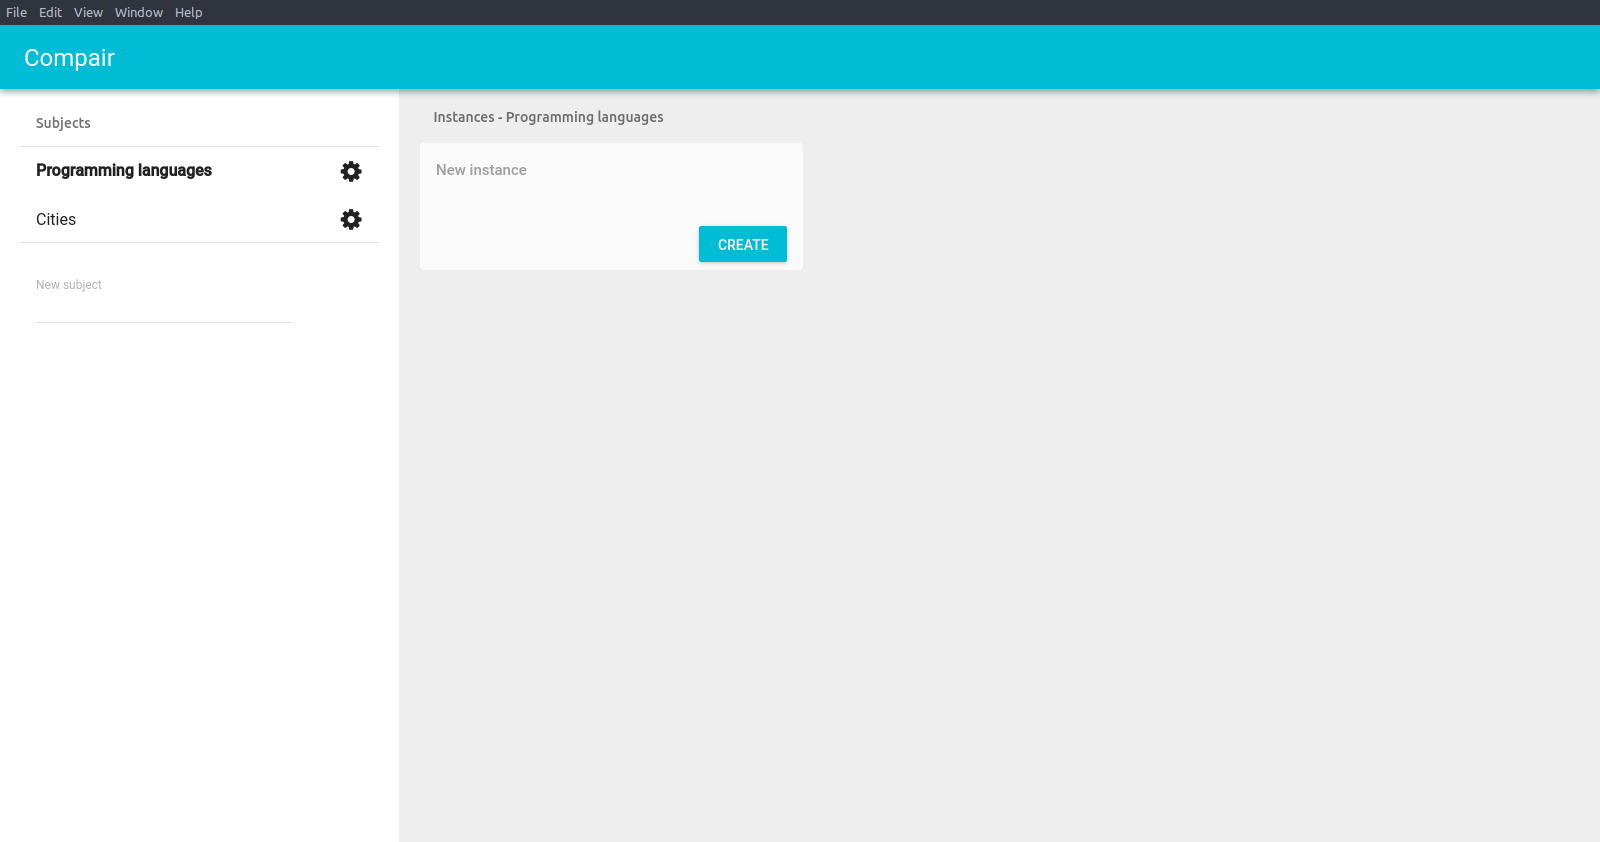 File Edit View Window Help
Compair
Subjects
Programming languages
Cities
New subject
Instances - Programming languages
New instance
CREATE